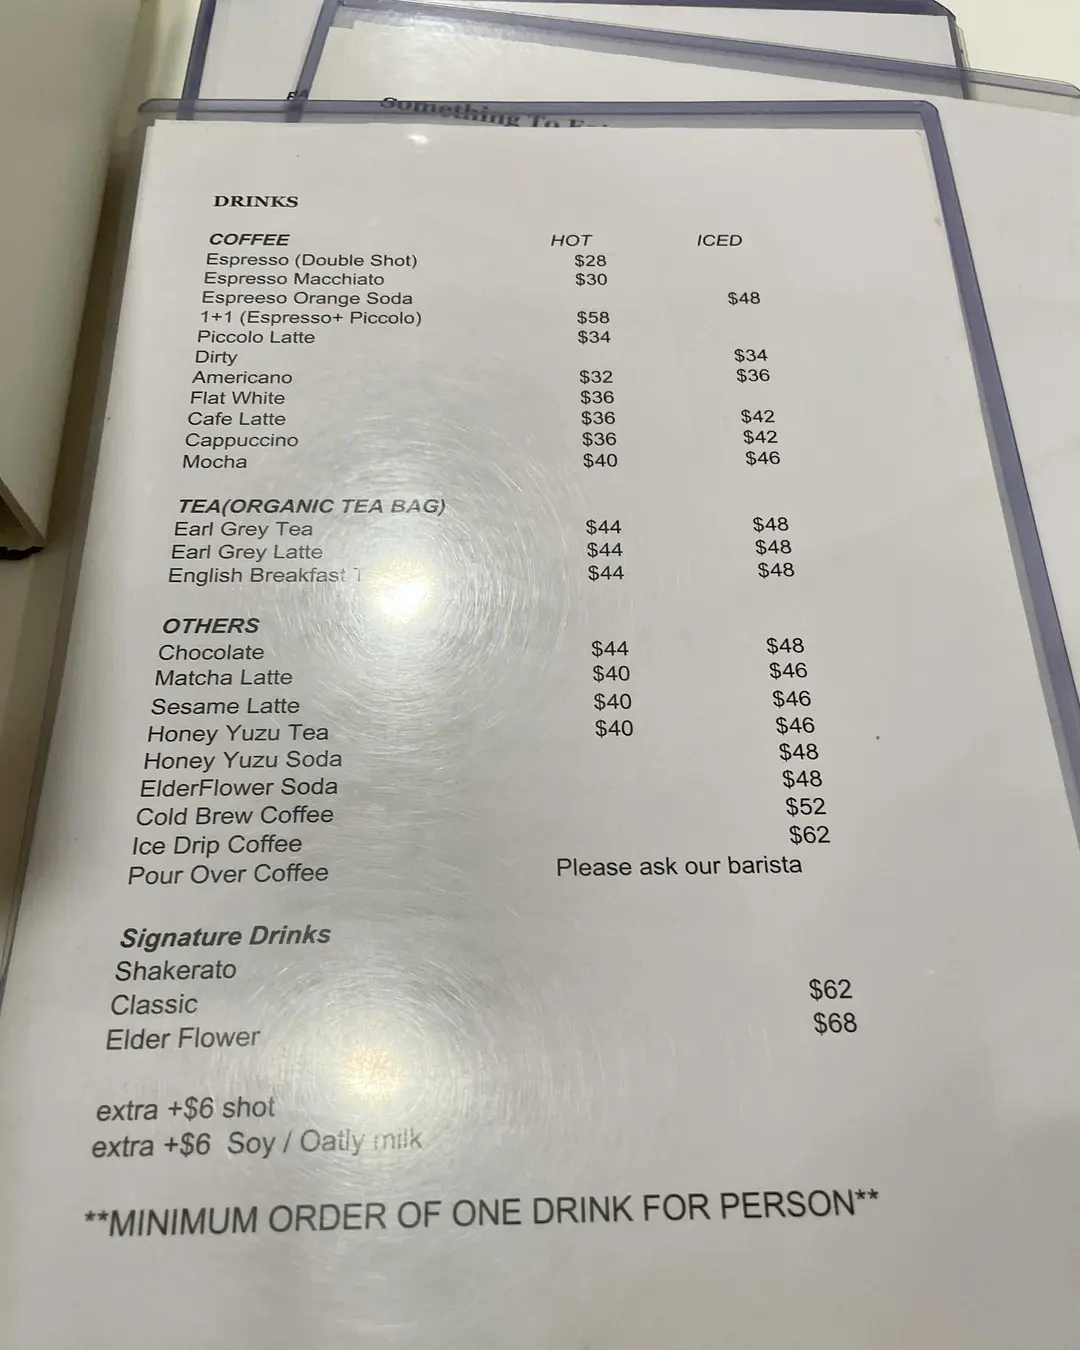 PA
Something To
DRINKS
COFFEE HOT ICED
Espresso (Double Shot) $28
Espresso Macchiato $30
Espreeso Orange Soda $48
1+1 (Espresso+ Piccolo) $58
Piccolo Latte $34
Dirty $34
Americano $32 $36
Flat White $36
Cafe Latte $36 $42
Cappuccino $36 $42
Mocha $40 $46
TEA(ORGANIC TEA BAG)
Earl Grey Tea $44 $48
Earl Grey Latte $44 $48
English Breakfast T $44 $48
OTHERS
Chocolate $44 $48
Matcha Latte $40 $46
Sesame Latte $40 $46
Honey Yuzu Tea $40 $46
Honey Yuzu Soda $48
ElderFlower Soda $48
Cold Brew Coffee $52
Ice Drip Coffee $62
Pour Over Coffee Please ask our barista
Signature Drinks
Shakerato
Classic $62
Elder Flower $68
extra +$6 shot
extra +$6 Soy / Oatly milk
**MINIMUM ORDER OF ONE DRINK FOR PERSON**